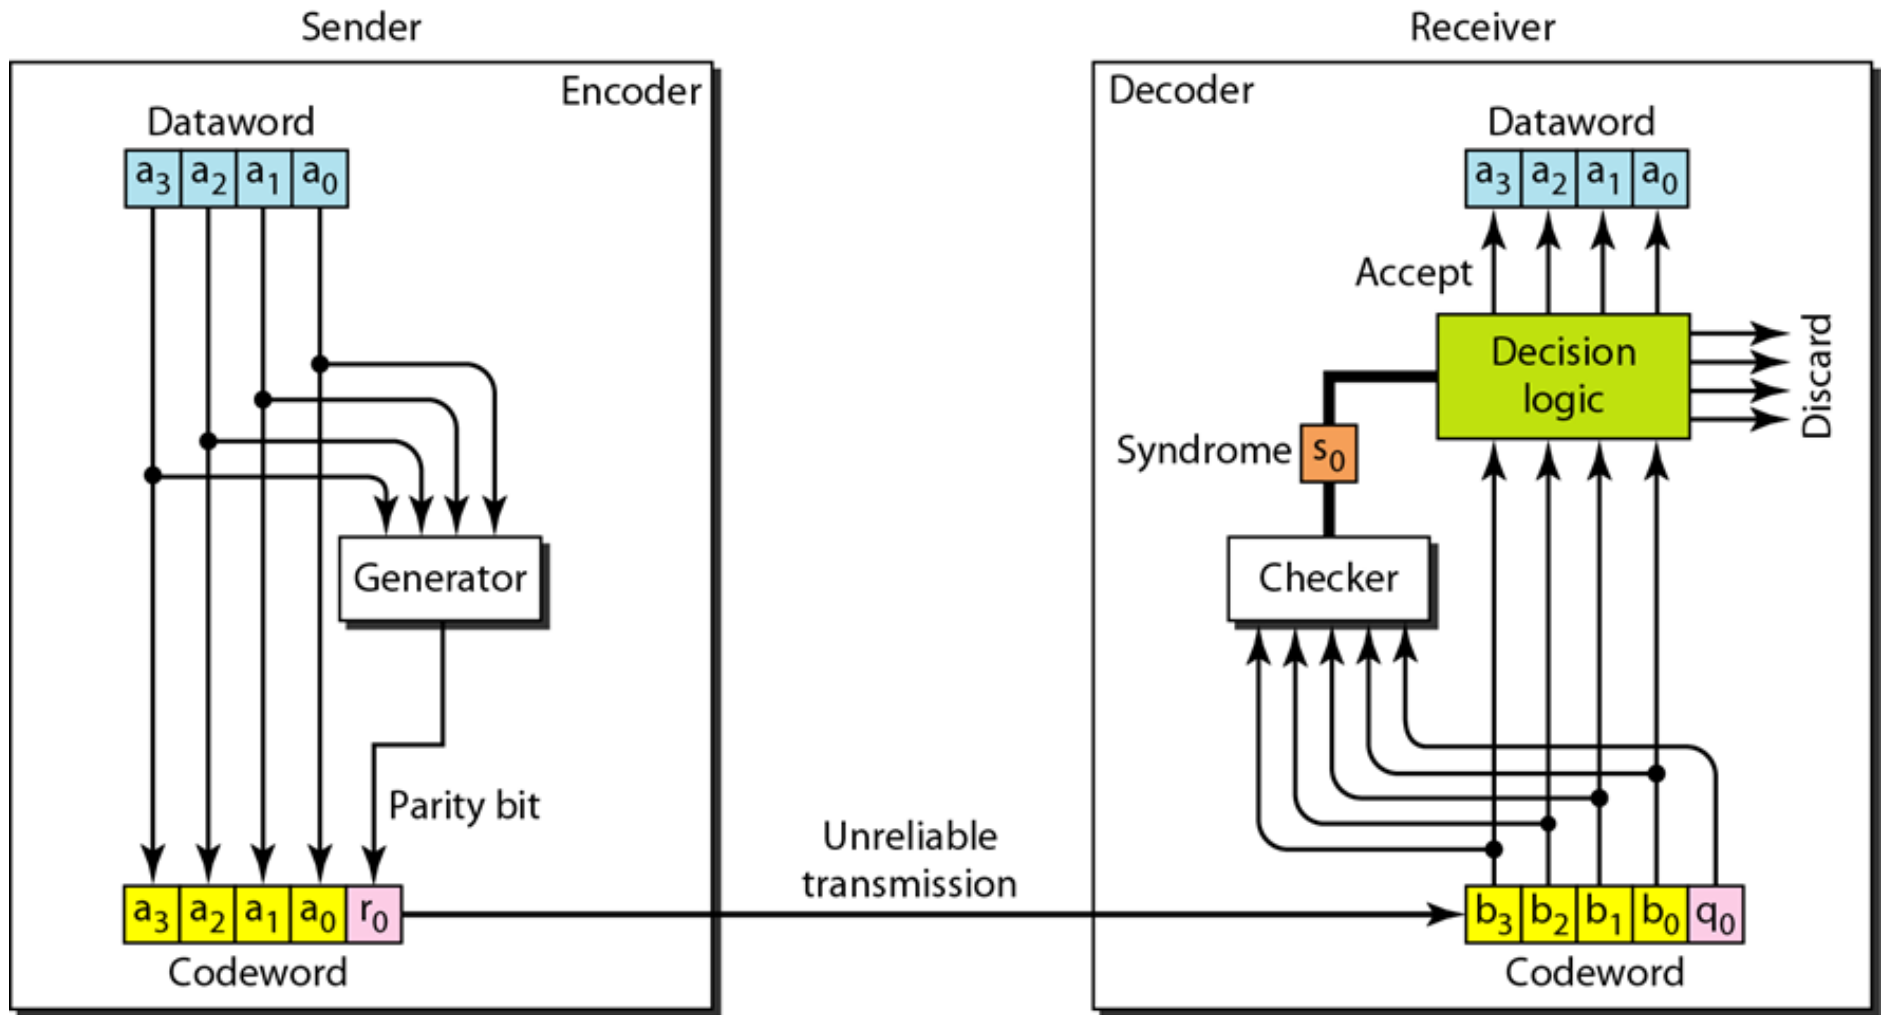 Sender
Receiver
Encoder
Decoder
Dataword
a3 a2 a1 a0
Dataword
a3 a2 a1 a0
Accept
Decision
logic
Discard
Syndrome s0
Generator
Checker
Parity bit
Unreliable
transmission
a3 a2 a1 a0 r0
Codeword
b3 b2 b1 b0 q0
Codeword